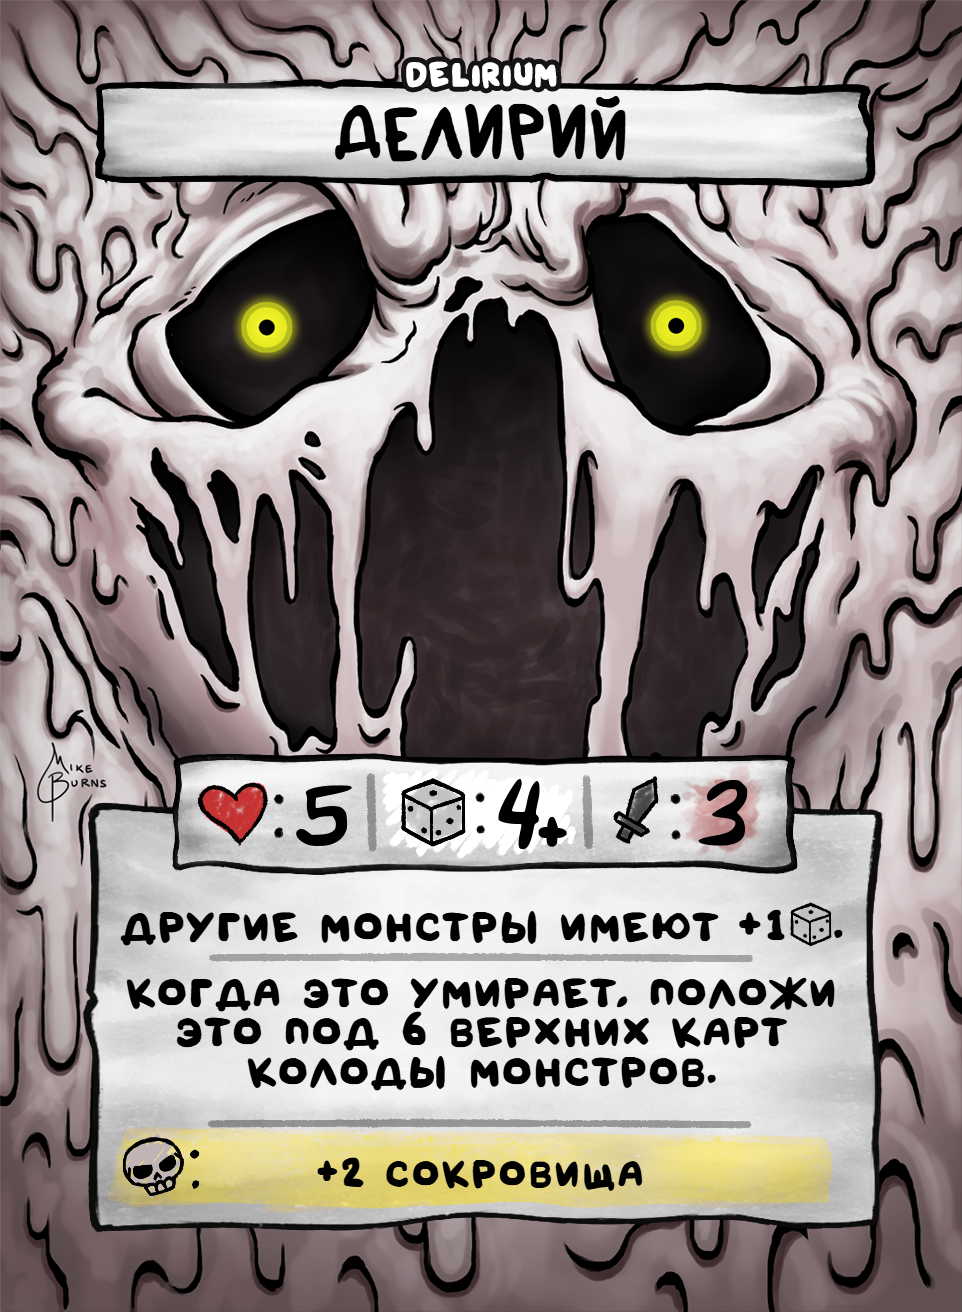 DELIRIUM
ДЕЛИРИЙ
MIKE
BURNS
: 5 : 4+ : 3
ДРУГИЕ МОНСТРЫ ИМЕЮТ +1.
КОГДА ЭТО УМИРАЕТ, ПОЛОЖИ
ЭТО ПОД 6 ВЕРХНИХ КАРТ
КОЛОДЫ МОНСТРОВ.
: +2 СОКРОВИЩА